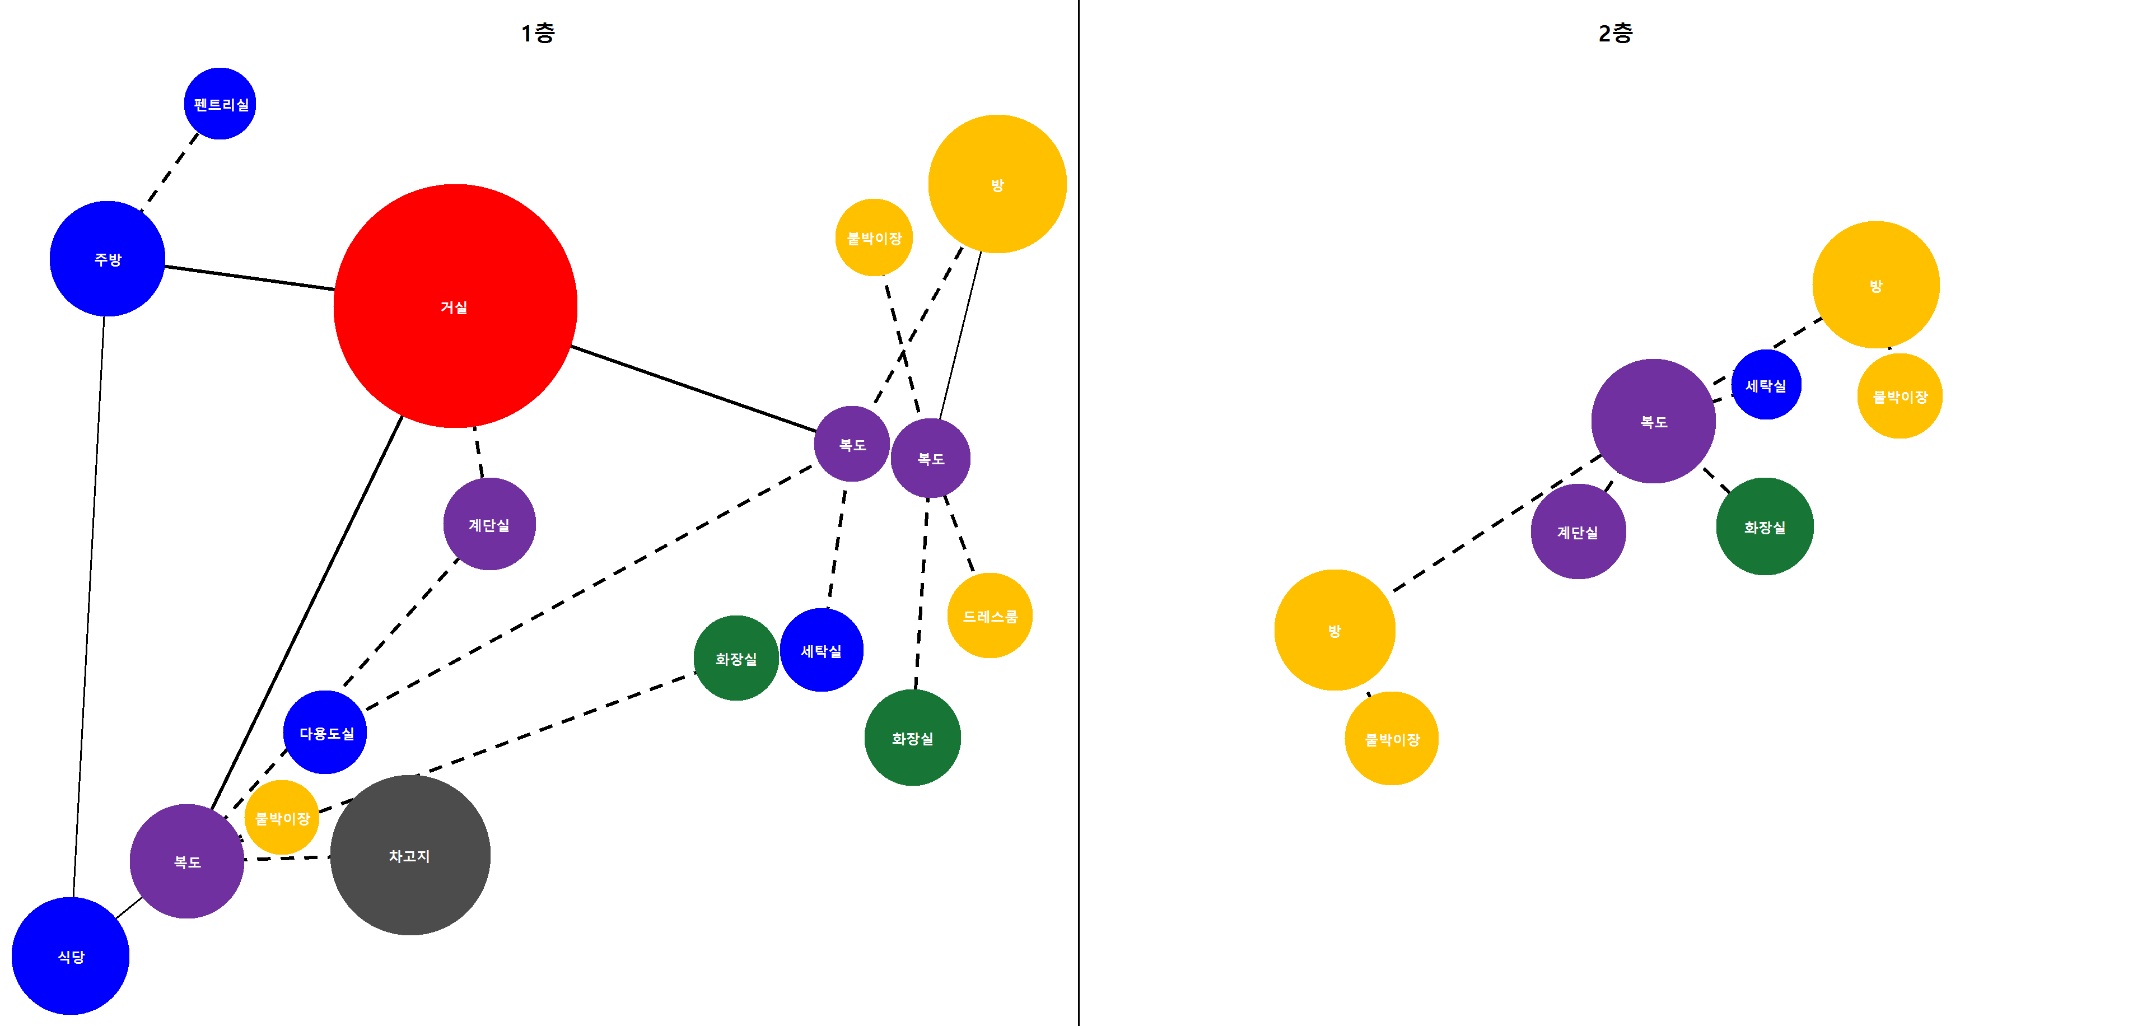 1층
2층
펜트리실
방
붙박이장
주방
거실
복도
복도
계단실
드레스룸
화장실
세탁실
다용도실
화장실
붙박이장
복도
차고지
식당
방
세탁실
붙박이장
복도
계단실
화장실
방
붙박이장